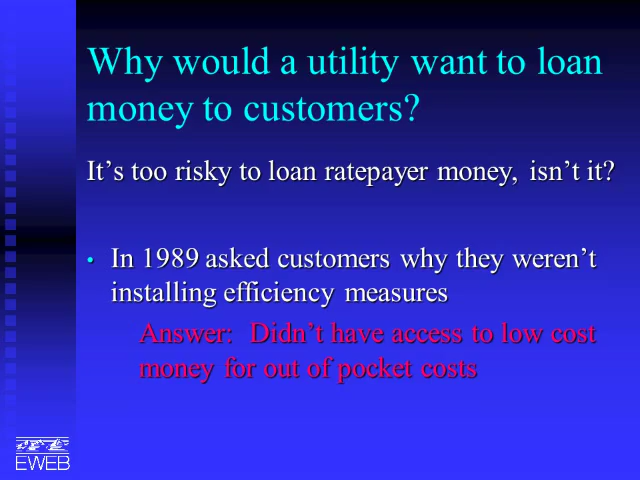 Why would a utility want to loan
money to customers?
It’s too risky to loan ratepayer money, isn’t it?
• In 1989 asked customers why they weren’t
installing efficiency measures
Answer: Didn’t have access to low cost
money for out of pocket costs
EWEB